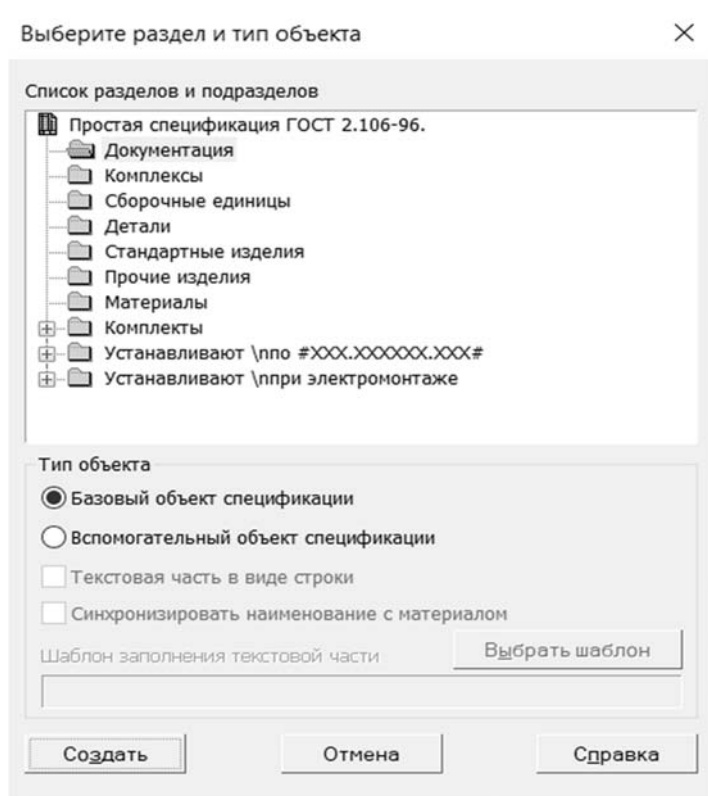 Выберите раздел и тип объекта
Список разделов и подразделов
Простая спецификация ГОСТ 2.106-96.
Документация
Комплексы
Сборочные единицы
Детали
Стандартные изделия
Прочие изделия
Материалы
Комплекты
Устанавливают \nпо #XXX.XXXXXX.XXX#
Устанавливают \nпри электромонтаже
Тип объекта
Базовый объект спецификации
Вспомогательный объект спецификации
Текстовая часть в виде строки
Синхронизировать наименование с материалом
Шаблон заполнения текстовой части
Выбрать шаблон
Создать Отмена Справка